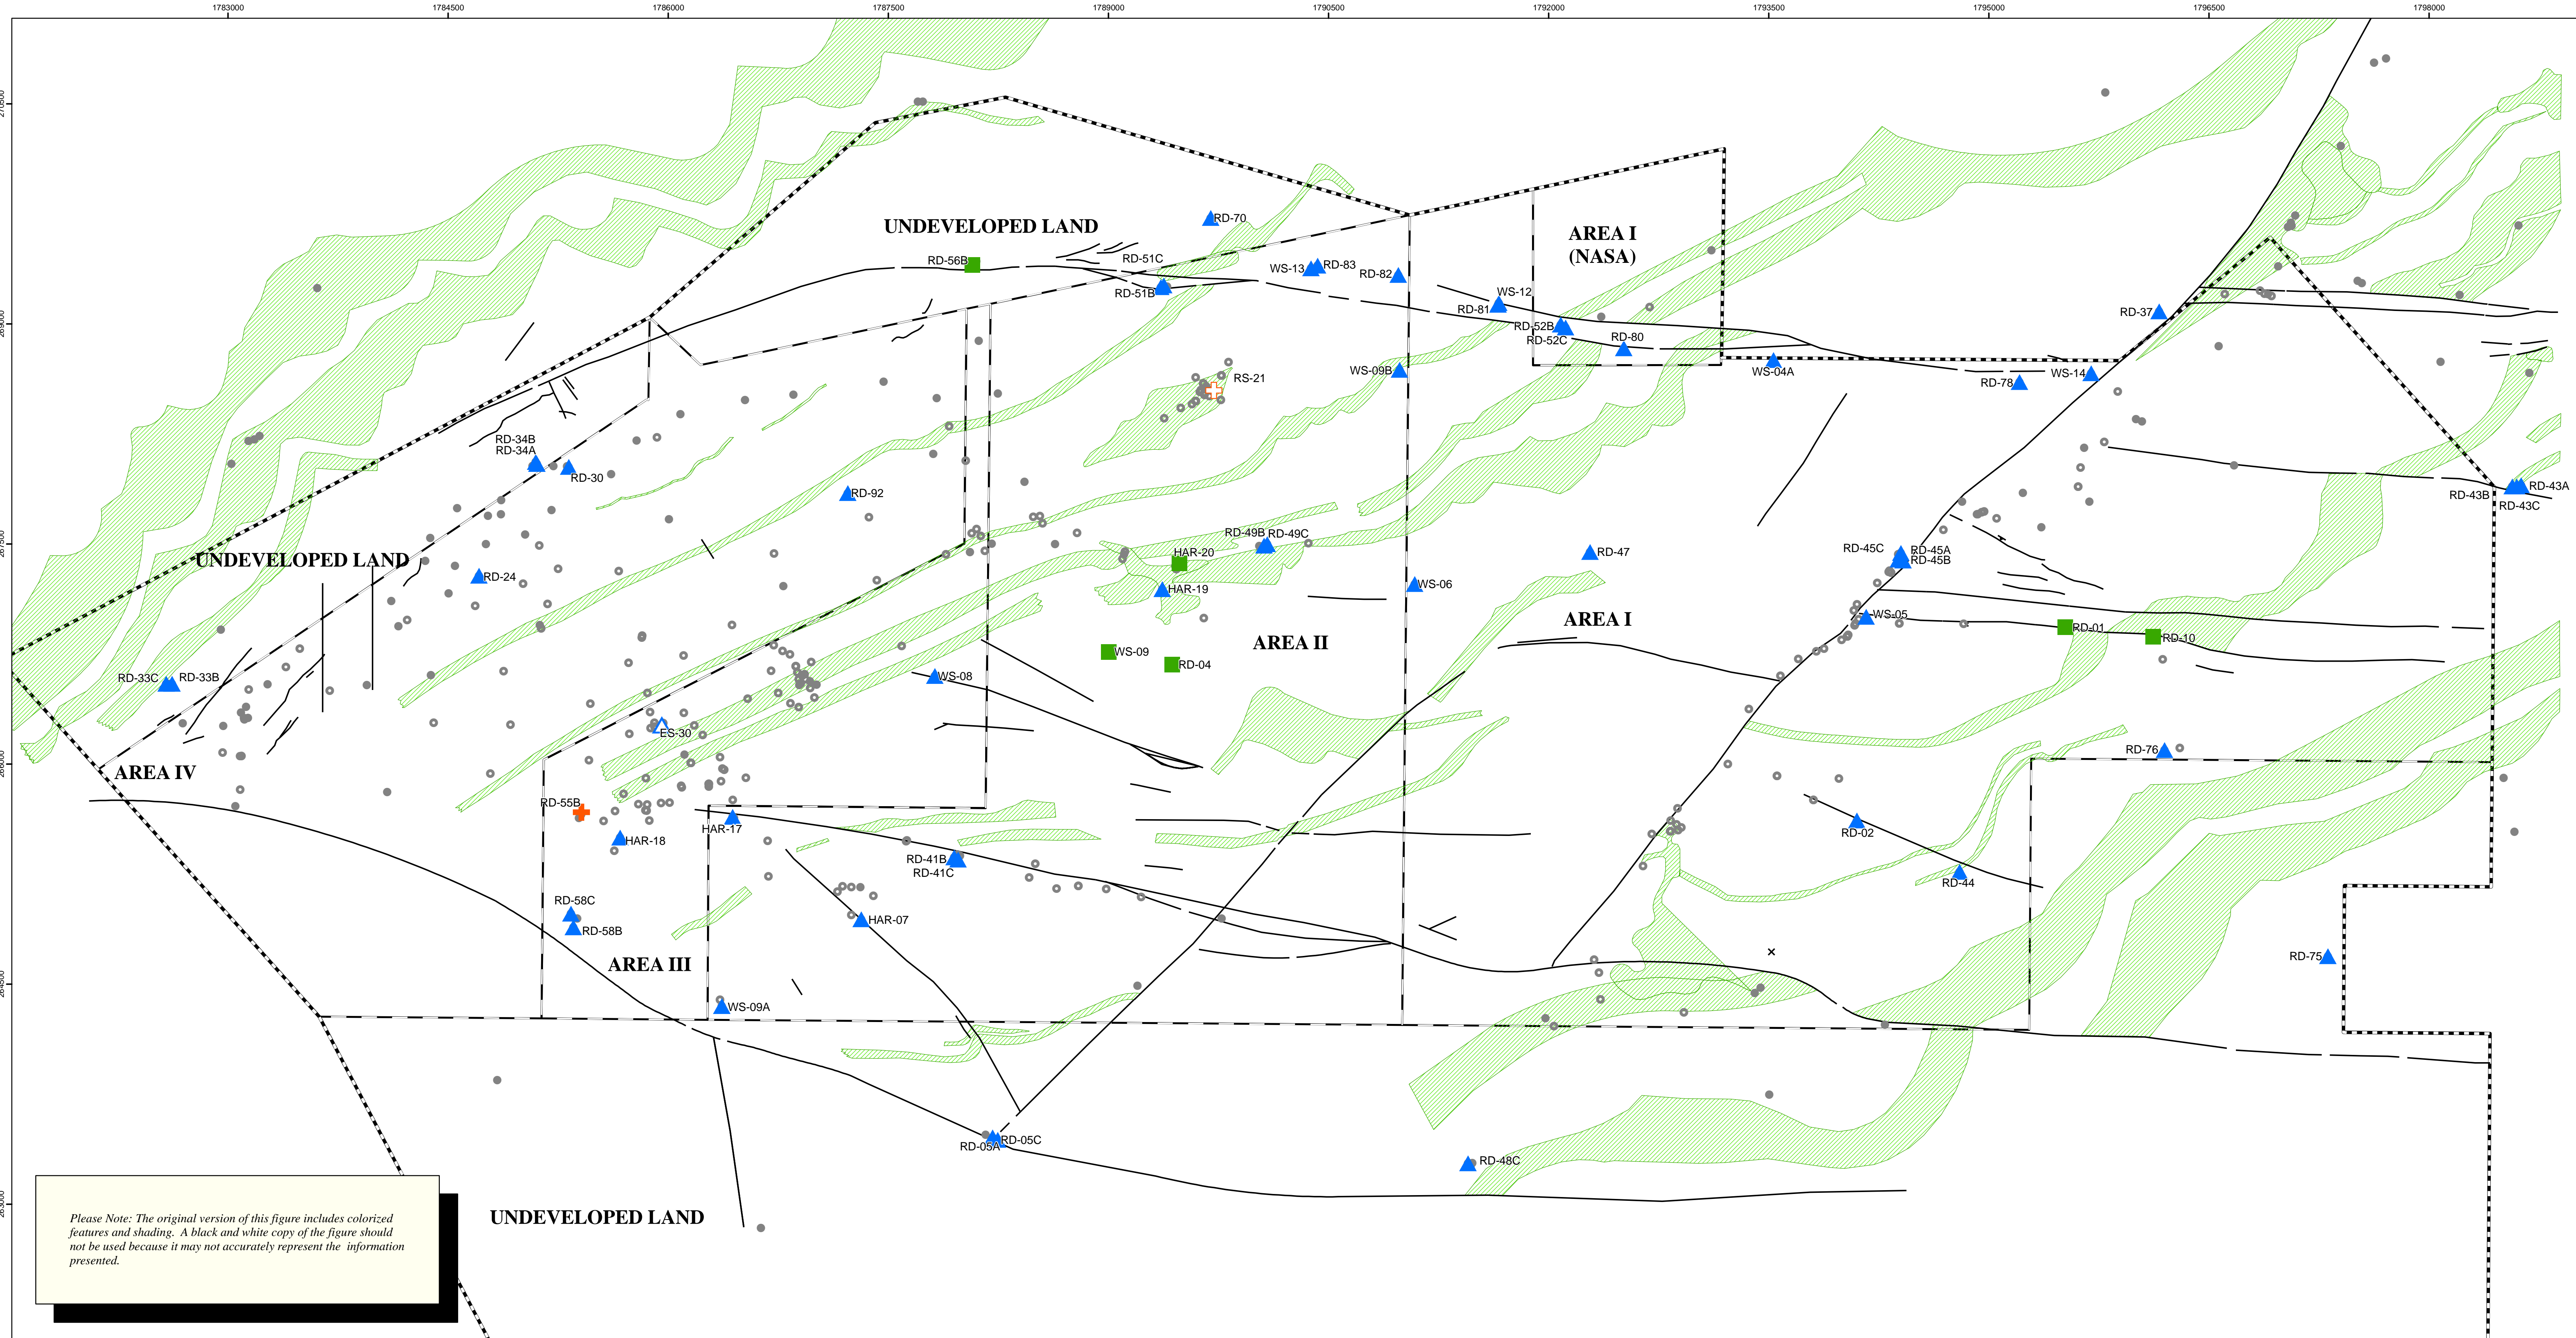 1783000
1784500
1786000
1787500
1789000
1790500
1792000
1793500
1795000
1796500
1798000
UNDEVELOPED LAND
RD-70
AREA I
(NASA)
RD-56B
RD-51C
RD-51B
WS-13
RD-83
RD-82
WS-12
RD-81
RD-52B
RD-52C
RD-80
RD-37
WS-04A
RD-78
WS-14
WS-09B
RS-21
RD-34B
RD-34A
RD-30
RD-92
RD-43A
RD-43B
RD-43C
UNDEVELOPED LAND
RD-24
RD-49B
RD-49C
HAR-20
HAR-19
RD-47
WS-06
RD-45C
RD-45A
RD-45B
WS-05
RD-01
RD-10
AREA I
AREA II
WS-09
RD-04
RD-33C
RD-33B
WS-08
ES-30
RD-76
AREA IV
RD-55B
HAR-17
HAR-18
RD-02
RD-41B
RD-41C
RD-44
RD-58C
RD-58B
HAR-07
AREA III
RD-75
WS-09A
RD-05A
RD-05C
RD-48C
UNDEVELOPED LAND
Please Note: The original version of this figure includes colorized
features and shading. A black and white copy of the figure should
not be used because it may not accurately represent the information
presented.